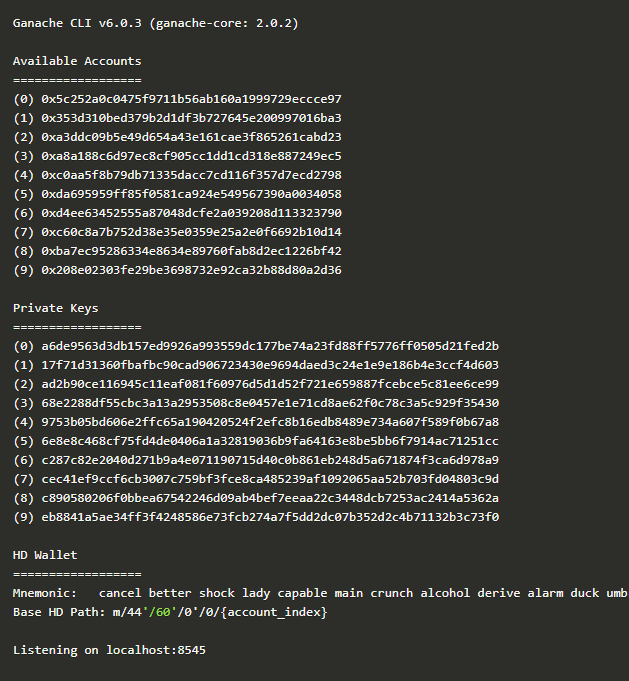 Ganache CLI v6.0.3 (ganache-core: 2.0.2)
Available Accounts
==================
(0) 0x5c252a0c0475f9711b56ab160a1999729eccce97
(1) 0x353d310bed379b2d1df3b727645e200997016ba3
(2) 0xa3ddc09b5e49d654a43e161cae3f865261cabd23
(3) 0xa8a188c6d97ec8cf905cc1dd1cd318e887249ec5
(4) 0xc0aa5f8b79db71335dacc7cd116f357d7ecd2798
(5) 0xda695959ff85f0581ca924e549567390a0034058
(6) 0xd4ee63452555a87048dcfe2a039208d113323790
(7) 0xc60c8a7b752d38e35e0359e25a2e0f6692b10d14
(8) 0xba7ec95286334e8634e89760fab8d2ec1226bf42
(9) 0x208e02303fe29be3698732e92ca32b88d80a2d36
Private Keys
==================
(0) a6de9563d3db157ed9926a993559dc177be74a23fd88ff5776ff0505d21fed2b
(1) 17f71d31360fbafbc90cad906723430e9694daed3c24e1e9e186b4e3ccf4d603
(2) ad2b90ce116945c11eaf081f60976d5d1d52f721e659887fcebce5c81ee6ce99
(3) 68e2288df55cbc3a13a2953508c8e0457e1e71cd8ae62f0c78c3a5c929f35430
(4) 9753b05bd606e2ffc65a190420524f2efc8b16edb8489e734a607f589f0b67a8
(5) 6e8e8c468cf75fd4de0406a1a32819036b9fa64163e8be5bb6f7914ac71251cc
(6) c287c82e2040d271b9a4e071190715d40c0b861eb248d5a671874f3ca6d978a9
(7) cec41ef9ccf6cb3007c759bf3fce8ca485239af1092065aa52b703fd04803c9d
(8) c890580206f0bbea67542246d09ab4bef7eeaa22c3448dcb7253ac2414a5362a
(9) eb8841a5ae34ff3f4248586e73fcb274a7f5dd2dc07b352d2c4b71132b3c73f0
HD Wallet
==================
Mnemonic:   cancel better shock lady capable main crunch alcohol derive alarm duck umb
Base HD Path: m/44'/60'/0'/0/{account_index}
Listening on localhost:8545